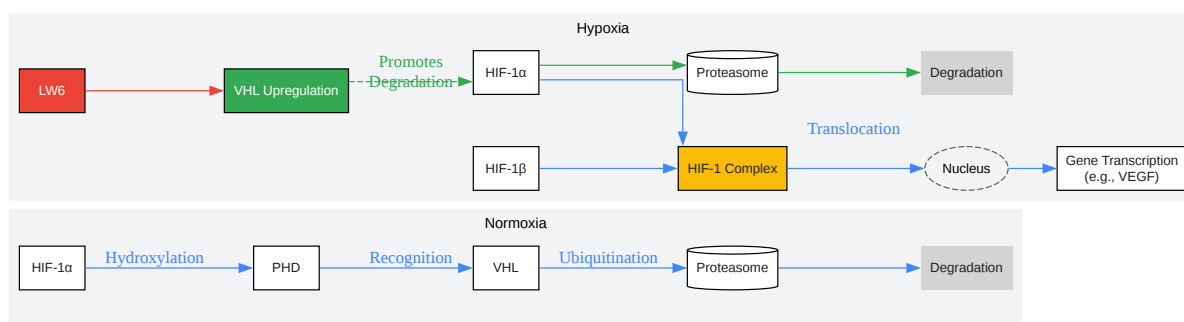 Hypoxia
LW6
VHL Upregulation
Promotes
Degradation
HIF-1α
Proteasome
Degradation
Translocation
HIF-1β
HIF-1 Complex
Nucleus
Gene Transcription
(e.g., VEGF)
Normoxia
HIF-1α
Hydroxylation
PHD
Recognition
VHL
Ubiquitination
Proteasome
Degradation